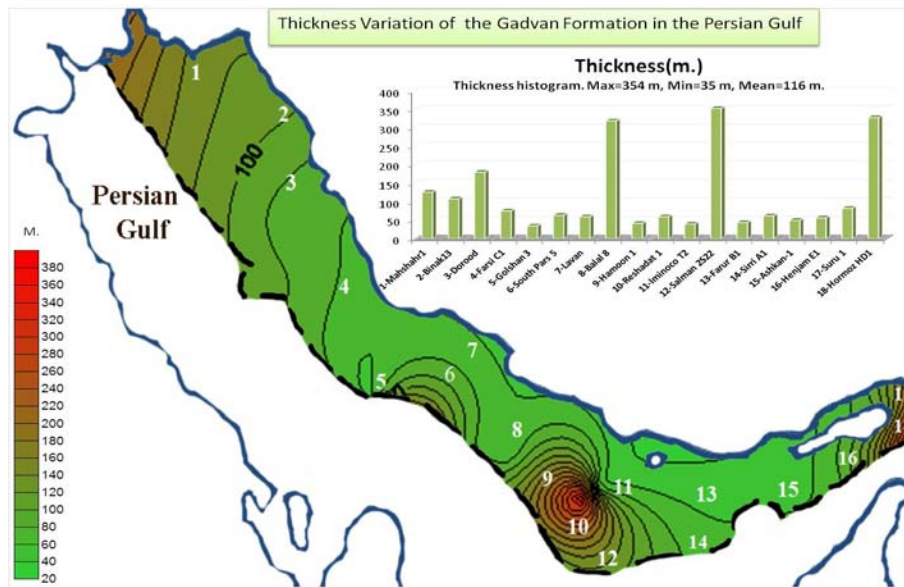 Thickness Variation of the Gadvan Formation in the Persian Gulf
Thickness(m.)
Thickness histogram. Max=354 m, Min=35 m, Mean=116 m.
400
350
300
250
200
150
100
50
0
1-Mahshahr1
2-Binak13
3-Dorood
4-Farsi C1
5-Golshan 3
6-South Pars 5
7-Lavan
8-Balal 8
9-Hamoon 1
10-Reshadat 1
11-Iminoco T2
12-Salman 2S22
13-Farur B1
14-Sirri A1
15-Ashkan-1
16-Henjam E1
17-Suru 1
18-Hormoz HD1
1
2
100
3
Persian
Gulf
4
M.
380
360
340
320
300
280
260
240
220
200
180
160
140
120
100
80
60
40
20
7
5
6
8
9
10
11
12
13
14
15
16
1
1